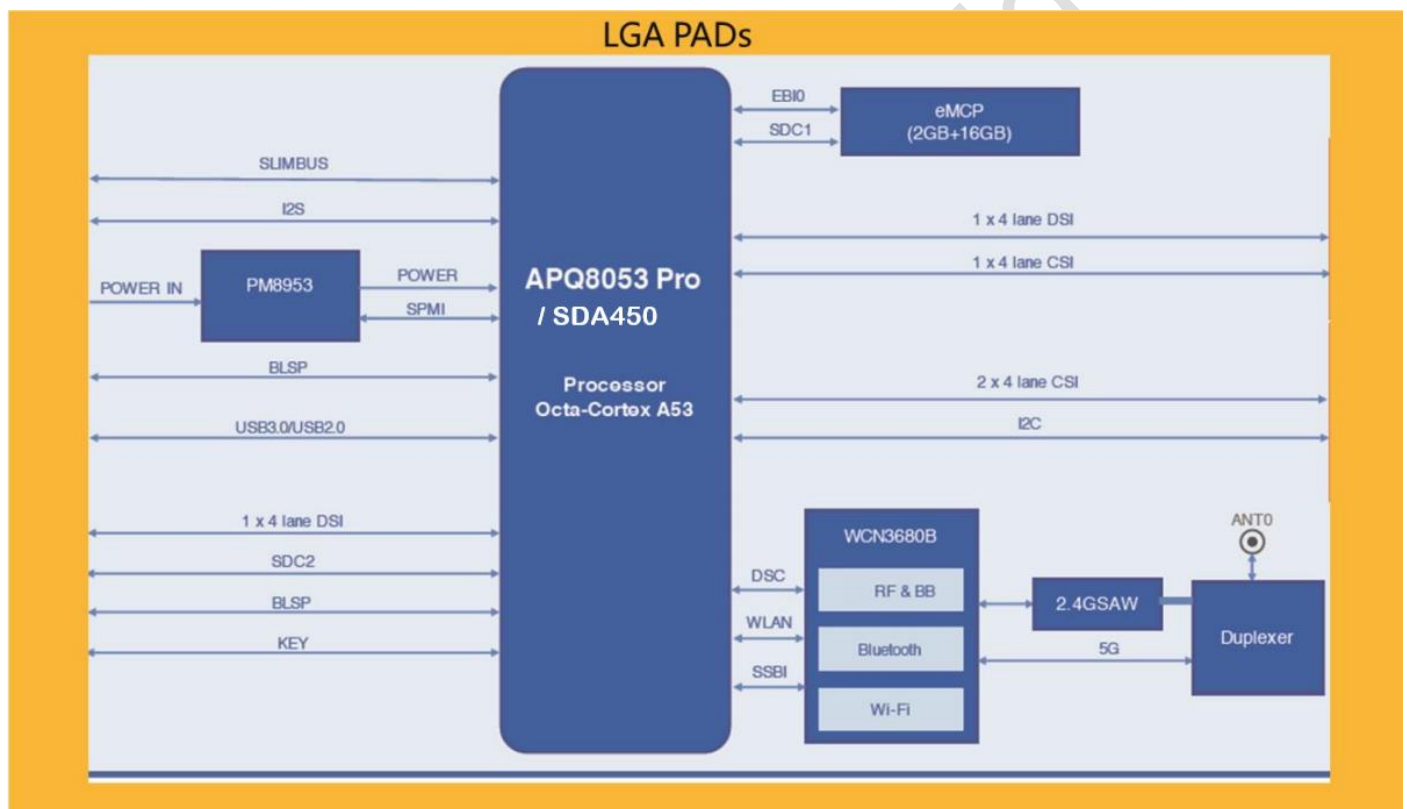 LGA PADs
SLIMBUS
I2S
POWER IN
PM8953
POWER
SPMI
BLSP
USB3.0/USB2.0
1 x 4 lane DSI
SDC2
BLSP
KEY
APQ8053 Pro
/ SDA450
Processor
Octa-Cortex A53
EBI0
SDC1
eMCP
(2GB+16GB)
1 x 4 lane DSI
1 x 4 lane CSI
2 x 4 lane CSI
I2C
DSC
WLAN
SSBI
WCN3680B
RF & BB
Bluetooth
Wi-Fi
2.4GSAW
5G
ANT0
Duplexer